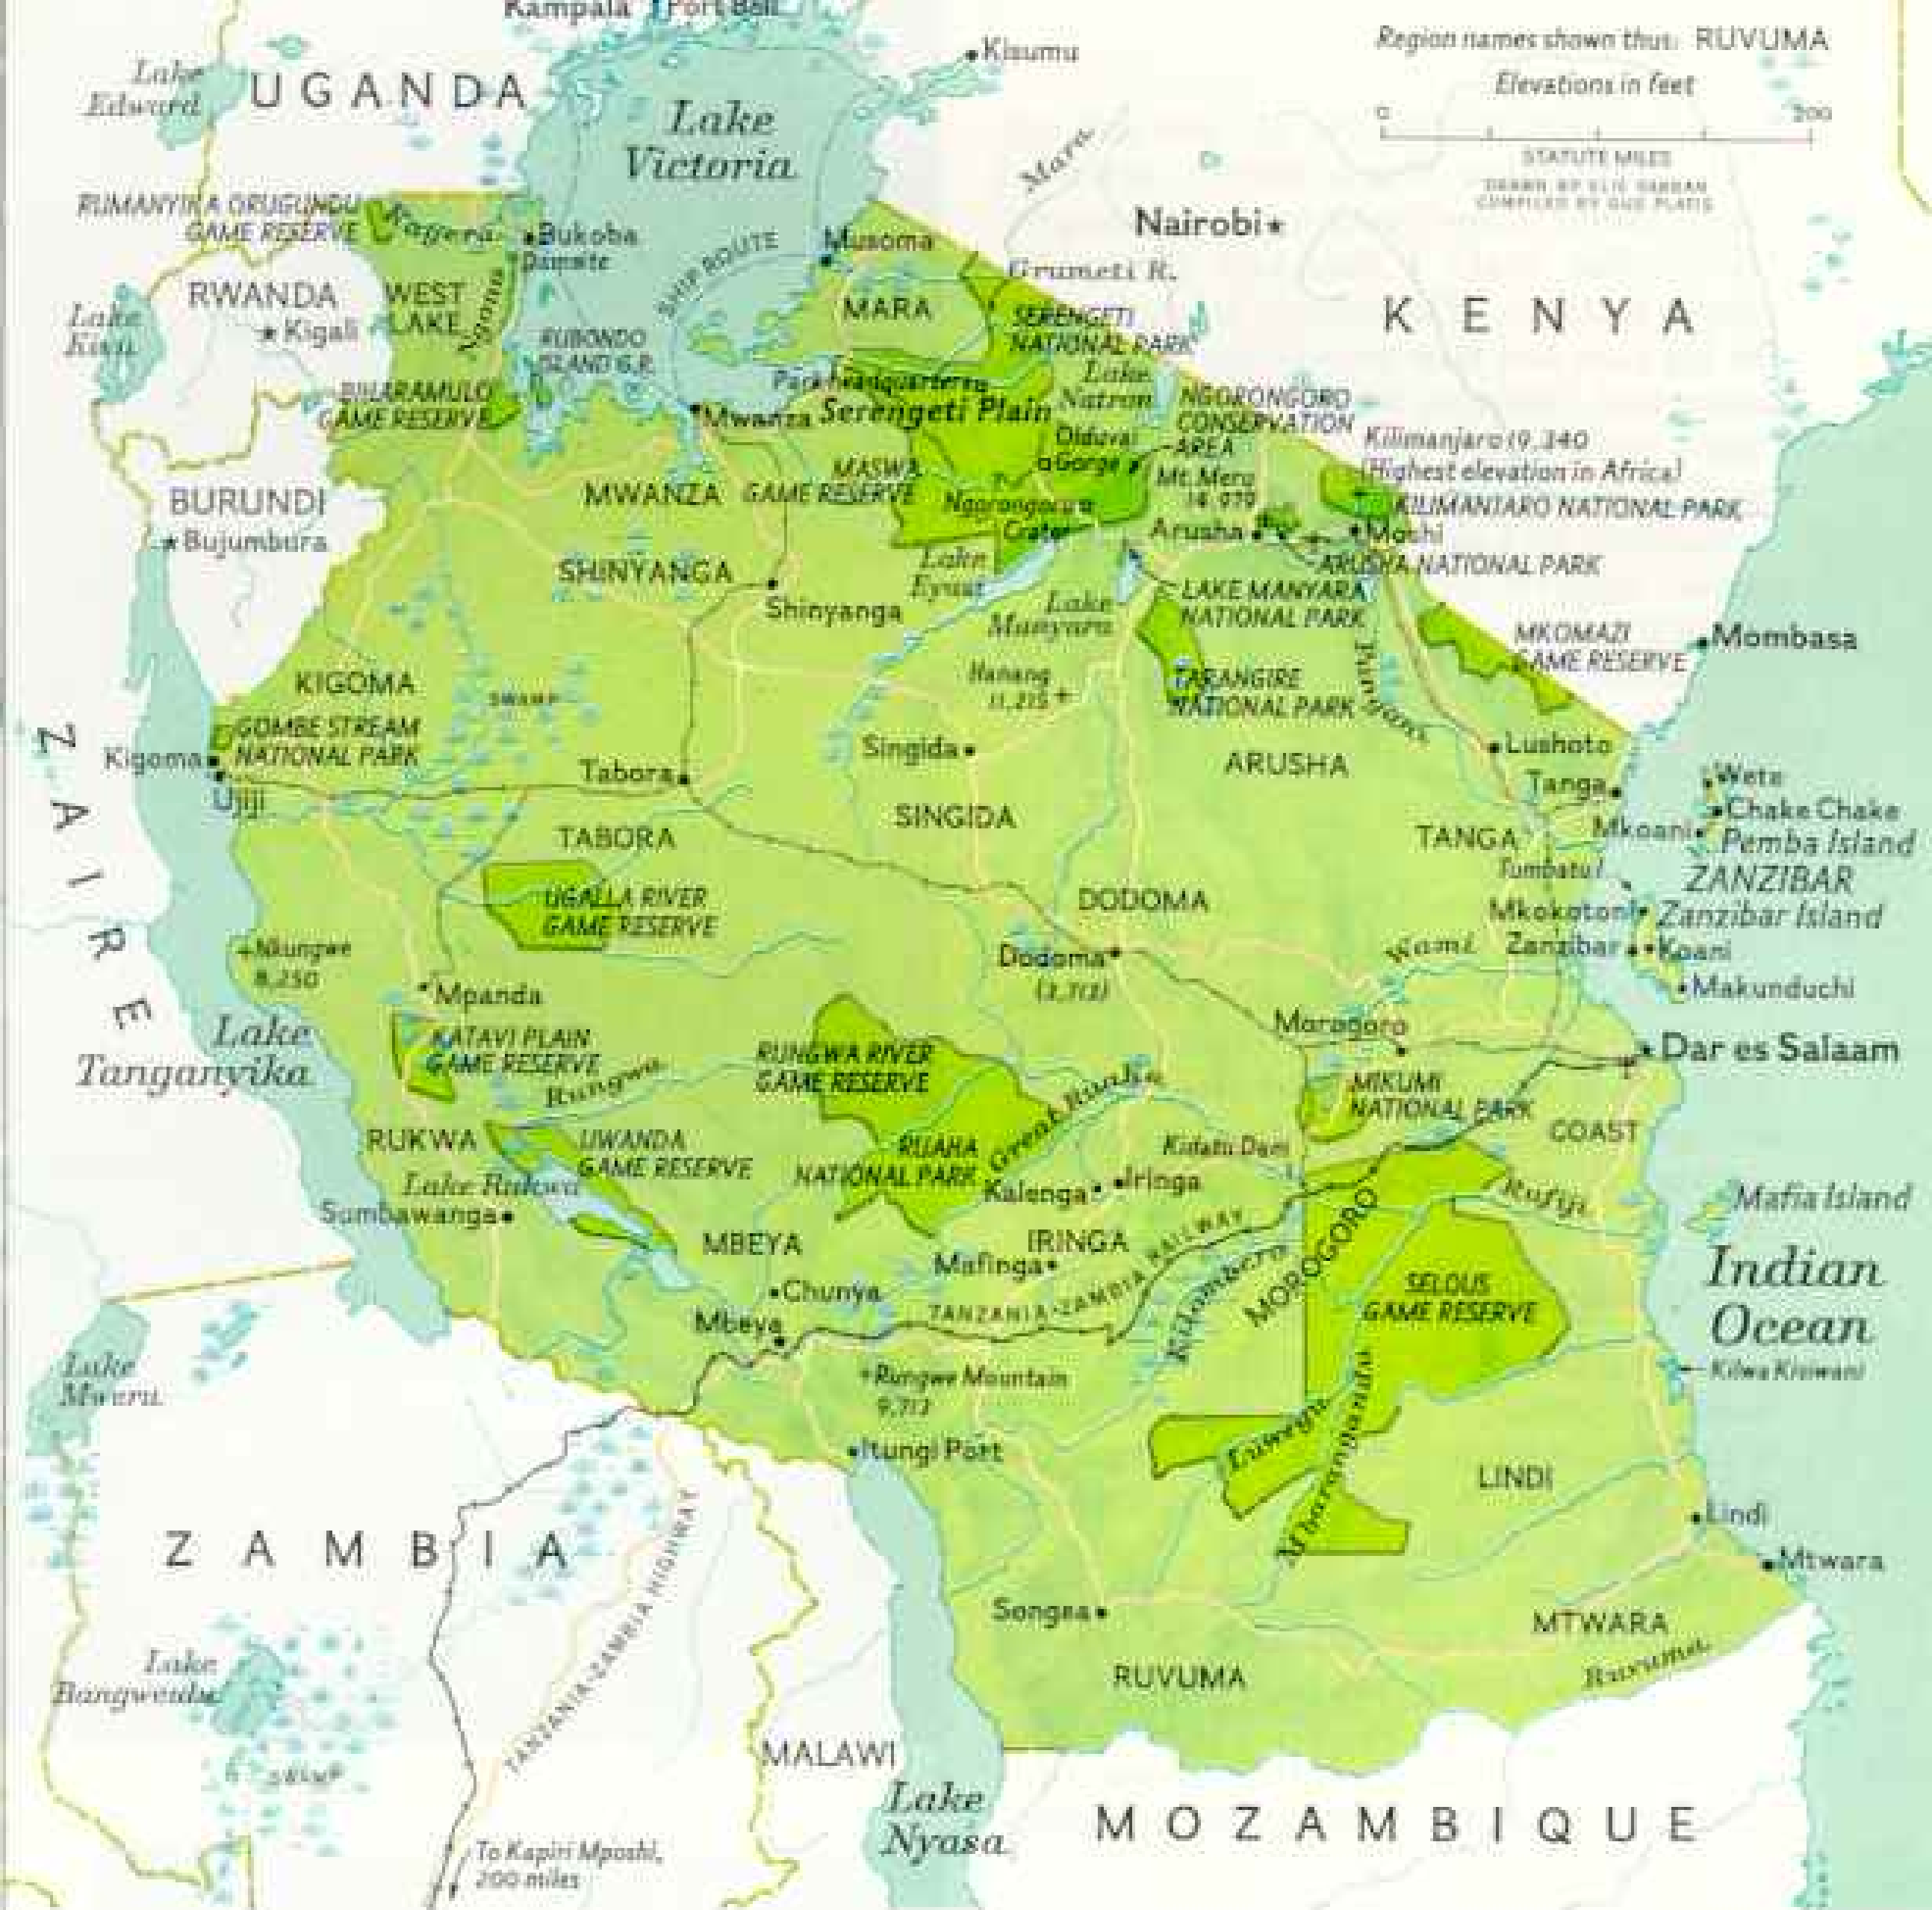 Kampala
Port Bell
Kisumu
Region names shown thus: RUVUMA
Elevations in feet
0
200
STATUTE MILES
COMPILED BY GUS PLATIS
Lake
Edward
UGANDA
Lake
Victoria
Mara
Nairobi
RUMANYIKA ORUGUNDU
GAME RESERVE
Kagera
Bukoba
SHIP ROUTE
Musoma
Grumeti R.
RWANDA
Kigali
WEST
LAKE
Ngono
Lake
Kivu
MARA
SERENGETI
NATIONAL PARK
KENYA
RUBONDO
ISLAND G.R.
BIHARAMULO
GAME RESERVE
Park headquarters
Lake
Natron
Mwanza
Serengeti Plain
NGORONGORO
CONSERVATION
AREA
Olduvai
Gorge
Kilimanjaro 19,340
(Highest elevation in Africa)
MASWA
GAME RESERVE
MWANZA
Mt. Meru
14,979
KILIMANJARO NATIONAL PARK
Ngorongoro
Crater
Arusha
Moshi
ARUSHA NATIONAL PARK
BURUNDI
Bujumbura
SHINYANGA
Shinyanga
Lake
Eyasi
Lake
Manyara
LAKE MANYARA
NATIONAL PARK
MKOMAZI
GAME RESERVE
Mombasa
KIGOMA
SWAMP
Hanang
11,215
TARANGIRE
NATIONAL PARK
Pangani
GOMBE STREAM
NATIONAL PARK
Kigoma
Ujiji
Tabora
Singida
ARUSHA
Lushoto
Tanga
Wete
Chake Chake
Mkoani
Pemba Island
ZAIRE
TABORA
SINGIDA
TANGA
Tumbatu I.
ZANZIBAR
UGALLA RIVER
GAME RESERVE
DODOMA
Mkokotoni
Zanzibar Island
Zanzibar
Koani
Makunduchi
Nkungwe
8,250
Dodoma
Wami
Mpanda
Lake
Tanganyika
KATAVI PLAIN
GAME RESERVE
Rungwa
RUNGWA RIVER
GAME RESERVE
Great Ruaha
Morogoro
Dar es Salaam
MIKUMI
NATIONAL PARK
COAST
RUKWA
UWANDA
GAME RESERVE
RUAHA
NATIONAL PARK
Kidatu Dam
Lake Rukwa
Sumbawanga
Kalenga
Iringa
Rufiji
Mafia Island
MBEYA
IRINGA
Mafinga
TANZANIA-ZAMBIA RAILWAY
Kilombero
MOROGORO
SELOUS
GAME RESERVE
Indian
Ocean
Chunya
Mbeya
Rungwe Mountain
9,713
Kilwa Kisiwani
Lake
Mweru
Itungi Port
Luwegu
Mbarangandu
LINDI
Lindi
Mtwara
ZAMBIA
TANZANIA-ZAMBIA HIGHWAY
Songea
MTWARA
Ruvuma
RUVUMA
Lake
Bangweulu
SWAMP
MALAWI
Lake
Nyasa
MOZAMBIQUE
To Kapiri Mposhi,
200 miles